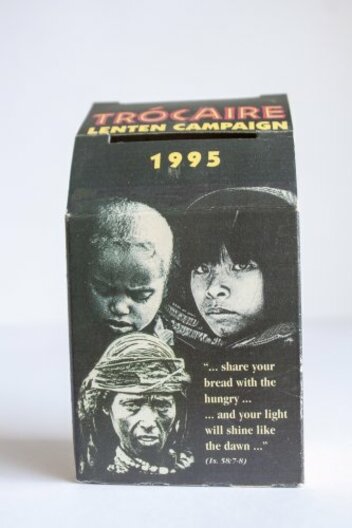 TRÓCAIRE
LENTEN CAMPAIGN
1995
"... share your
bread with the
hungry ...
... and your light
will shine like
the dawn ..."
(Is. 58:7-8)